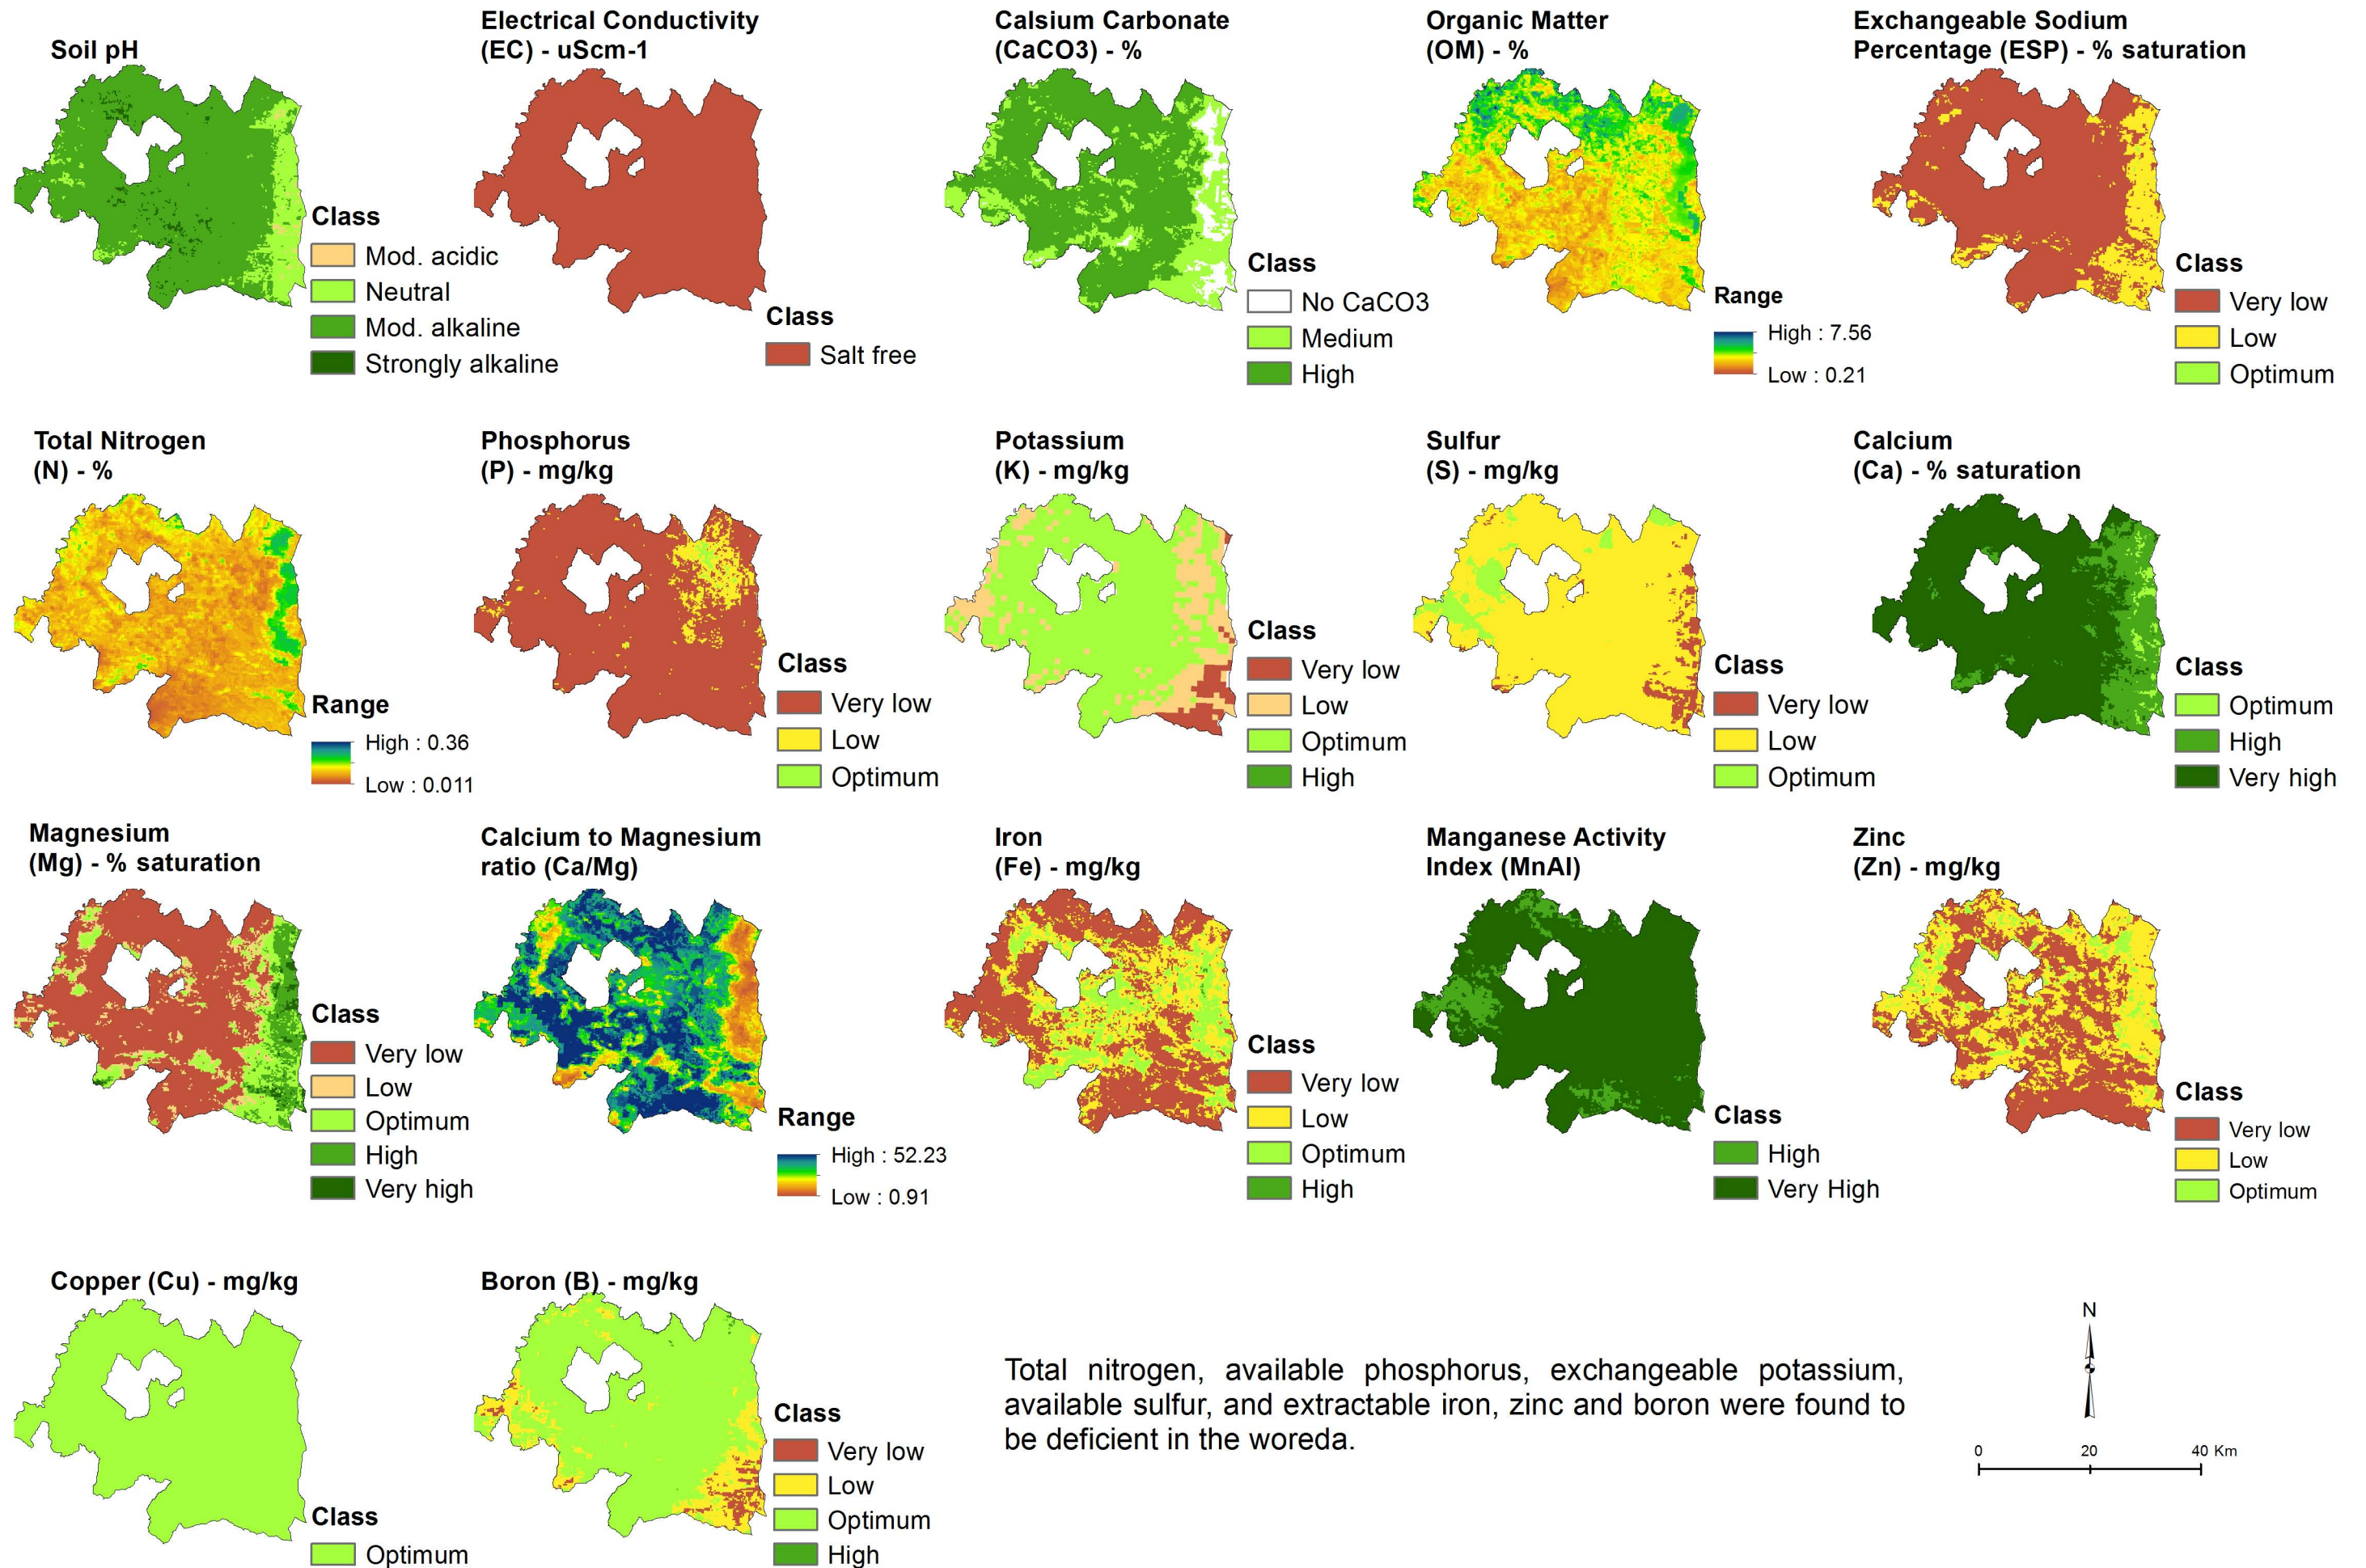 Soil pH
Class
Mod. acidic
Neutral
Mod. alkaline
Strongly alkaline
Electrical Conductivity
(EC) - uScm-1
Class
Salt free
Calsium Carbonate
(CaCO3) - %
Class
No CaCO3
Medium
High
Organic Matter
(OM) - %
Range
High : 7.56
Low : 0.21
Exchangeable Sodium
Percentage (ESP) - % saturation
Class
Very low
Low
Optimum
Total Nitrogen
(N) - %
Range
High : 0.36
Low : 0.011
Phosphorus
(P) - mg/kg
Class
Very low
Low
Optimum
Potassium
(K) - mg/kg
Class
Very low
Low
Optimum
High
Sulfur
(S) - mg/kg
Class
Very low
Low
Optimum
Calcium
(Ca) - % saturation
Class
Optimum
High
Very high
Magnesium
(Mg) - % saturation
Class
Very low
Low
Optimum
High
Very high
Calcium to Magnesium
ratio (Ca/Mg)
Range
High : 52.23
Low : 0.91
Iron
(Fe) - mg/kg
Class
Very low
Low
Optimum
High
Manganese Activity
Index (MnAI)
Class
High
Very High
Zinc
(Zn) - mg/kg
Class
Very low
Low
Optimum
Copper (Cu) - mg/kg
Class
Optimum
Boron (B) - mg/kg
Class
Very low
Low
Optimum
High
Total nitrogen, available phosphorus, exchangeable potassium,
available sulfur, and extractable iron, zinc and boron were found to
be deficient in the woreda.
N
0 20 40 Km